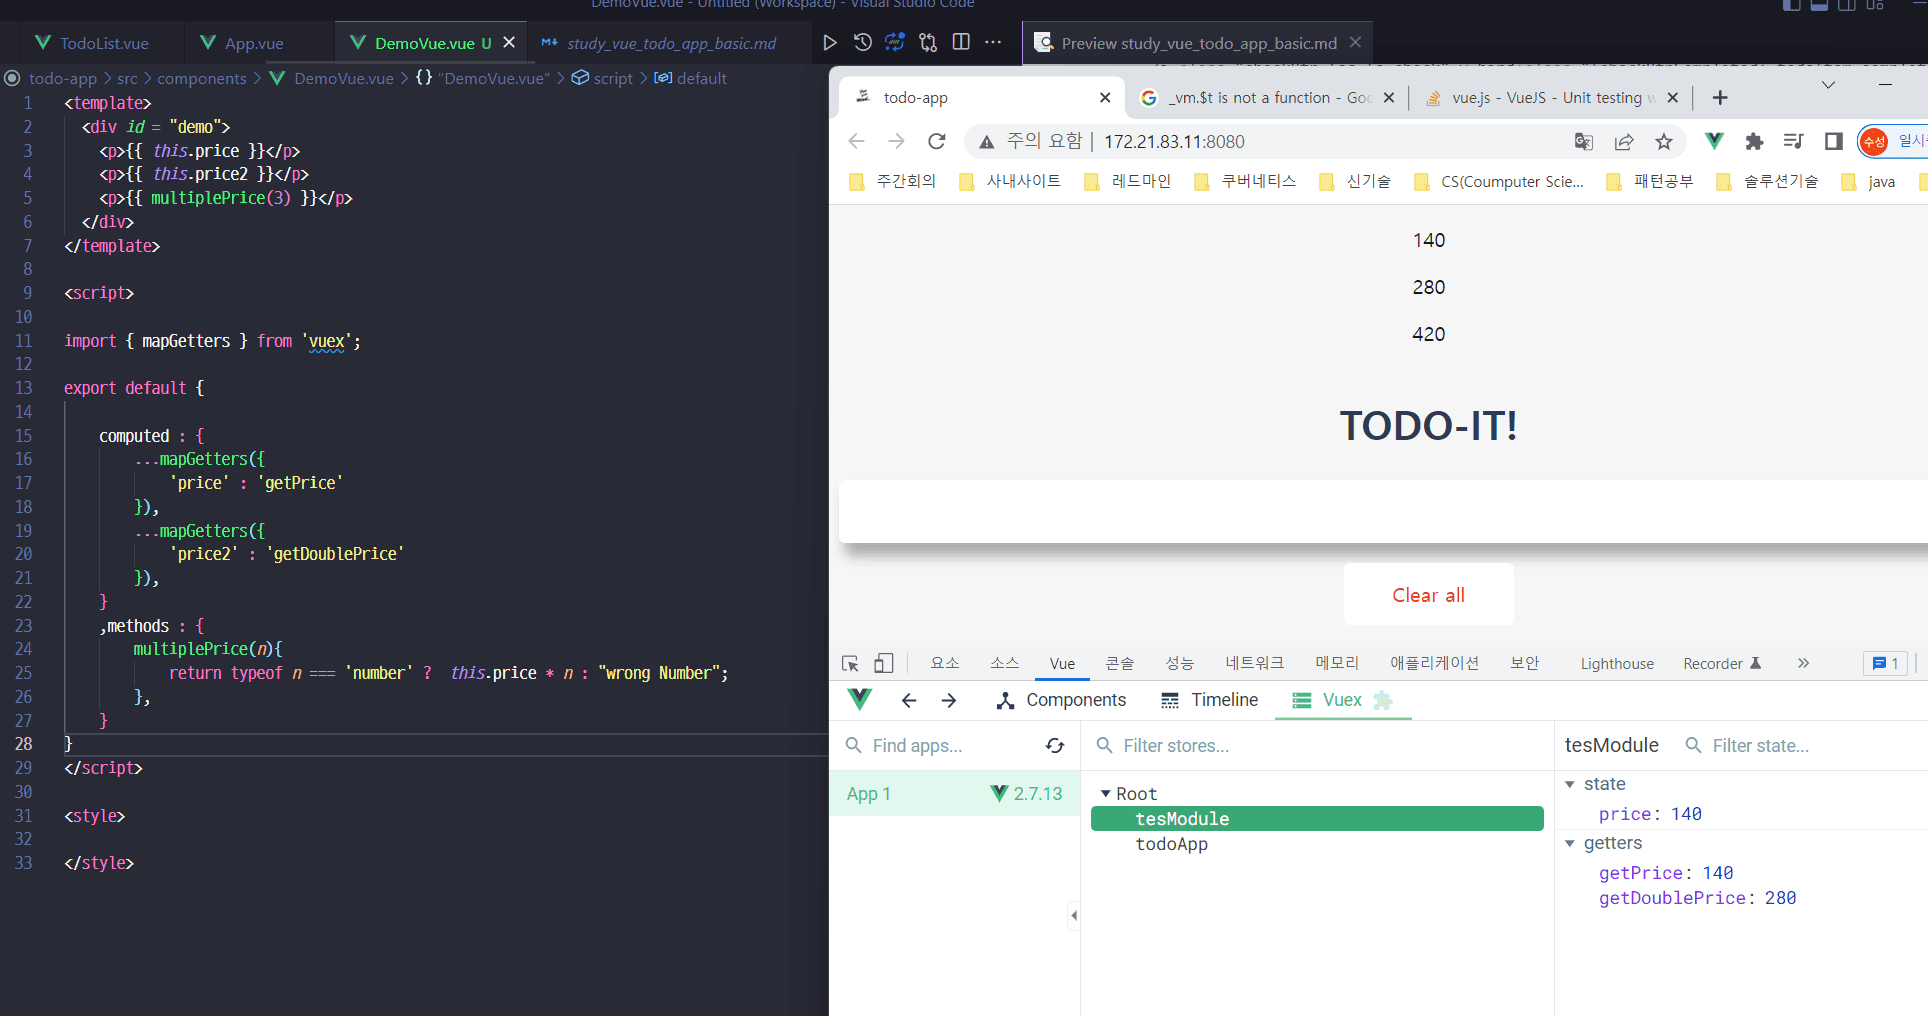 DemoVue.vue - Untitled (Workspace) - Visual Studio Code
TodoList.vue
App.vue
DemoVue.vue U
study_vue_todo_app_basic.md
Preview study_vue_todo_app_basic.md
todo-app > src > components > DemoVue.vue > {} "DemoVue.vue" > script > default
1 <template>
2 <div id = "demo">
3 <p>{{ this.price }}</p>
4 <p>{{ this.price2 }}</p>
5 <p>{{ multiplePrice(3) }}</p>
6 </div>
7 </template>
8
9 <script>
10
11 import { mapGetters } from 'vuex';
12
13 export default {
14
15 computed : {
16 ...mapGetters({
17 'price' : 'getPrice'
18 }),
19 ...mapGetters({
20 'price2' : 'getDoublePrice'
21 }),
22 }
23 ,methods : {
24 multiplePrice(n){
25 return typeof n === 'number' ? this.price * n : "wrong Number";
26 },
27 }
28 }
29 </script>
30
31 <style>
32
33 </style>
todo-app
_vm.$t is not a function - Goo
vue.js - VueJS - Unit testing w
주의 요함 | 172.21.83.11:8080
수성
일시
주간회의
사내사이트
레드마인
쿠버네티스
신기술
CS(Coumputer Scie...
패턴공부
솔루션기술
java
140
280
420
TODO-IT!
Clear all
요소
소스
Vue
콘솔
성능
네트워크
메모리
애플리케이션
보안
Lighthouse
Recorder
1
Components
Timeline
Vuex
Find apps...
Filter stores...
tesModule
Filter state...
App 1
2.7.13
Root
tesModule
todoApp
state
price: 140
getters
getPrice: 140
getDoublePrice: 280